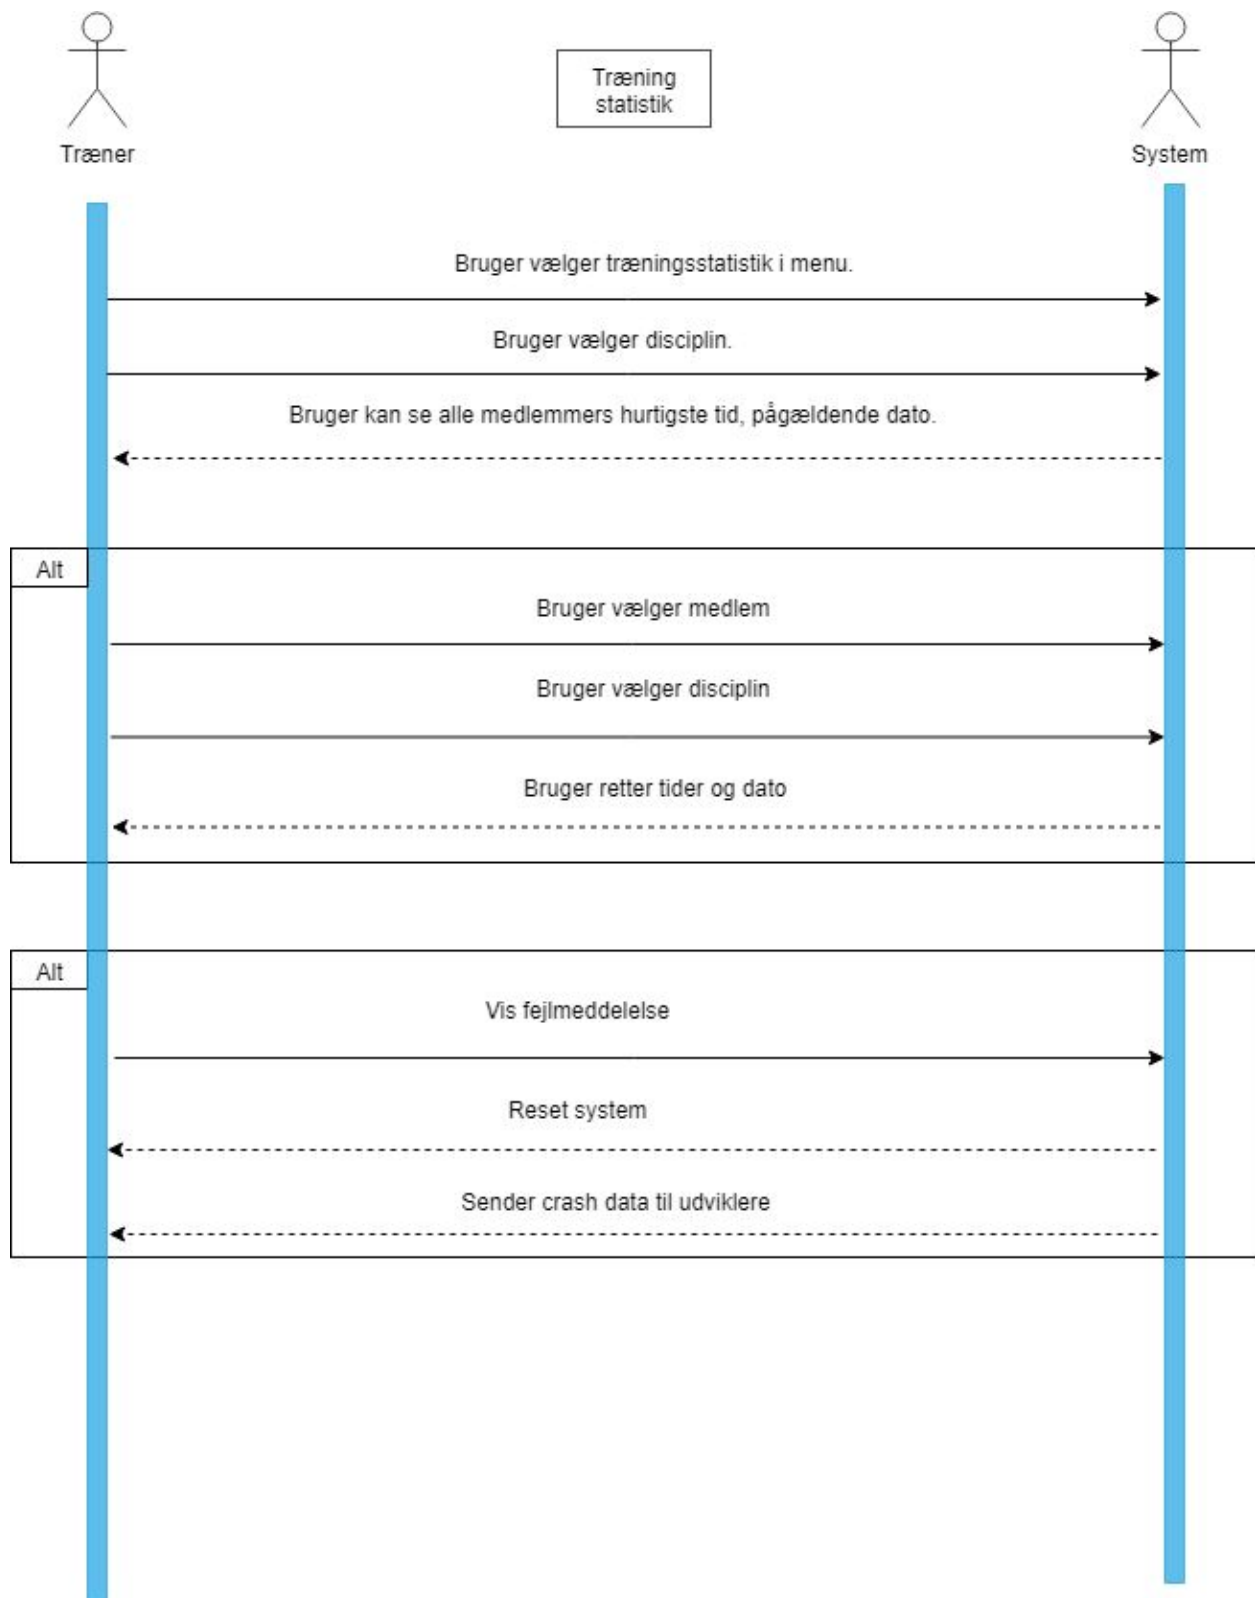 Træning
statistik
Træner
System
Bruger vælger træningsstatistik i menu.
Bruger vælger disciplin.
Bruger kan se alle medlemmers hurtigste tid, pågældende dato.
Alt
Bruger vælger medlem
Bruger vælger disciplin
Bruger retter tider og dato
Alt
Vis fejlmeddelelse
Reset system
Sender crash data til udviklere